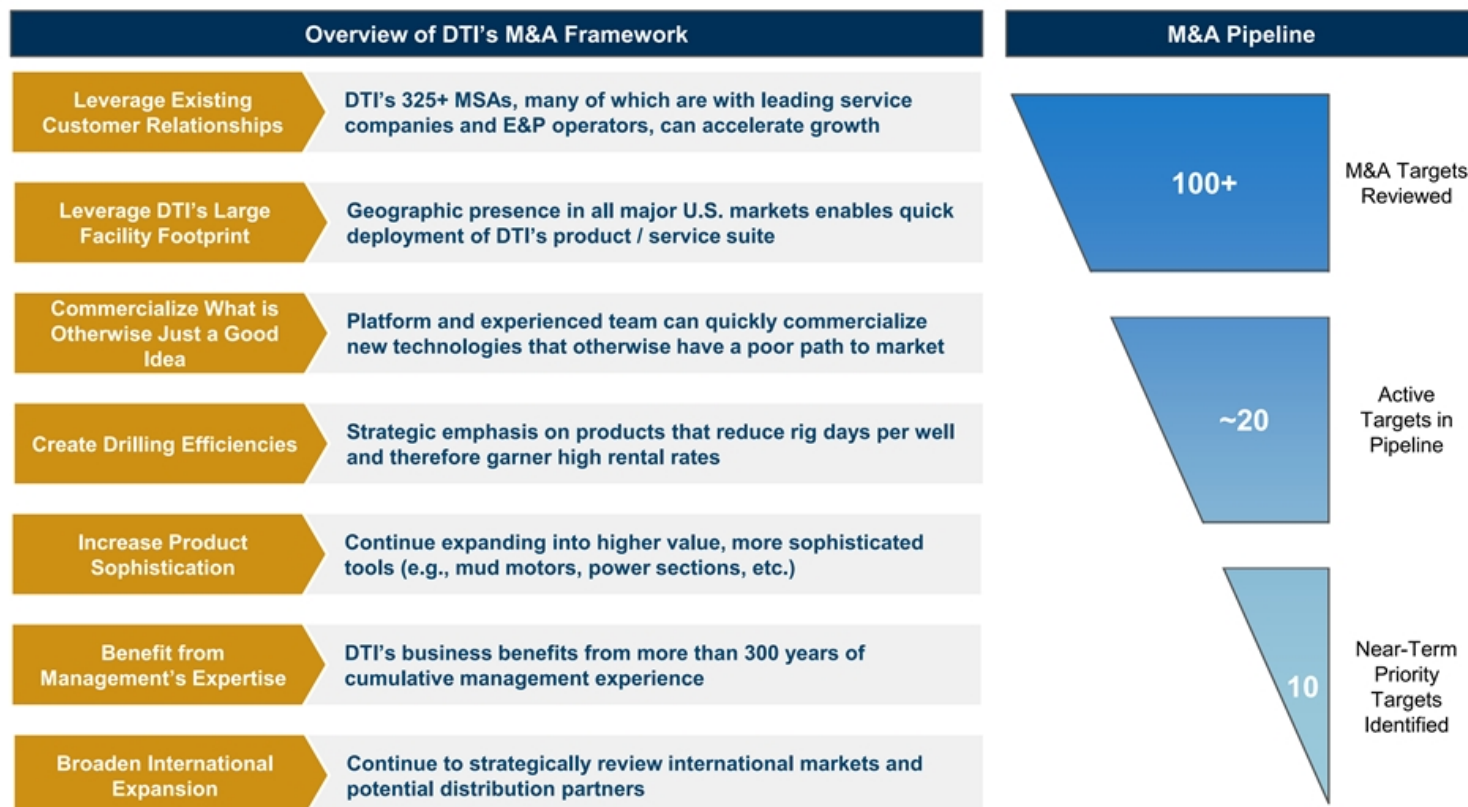 Overview of DTI's M&A Framework
Leverage Existing
Customer Relationships
DTI's 325+ MSAs, many of which are with leading service
companies and E&P operators, can accelerate growth
Leverage DTI's Large
Facility Footprint
Geographic presence in all major U.S. markets enables quick
deployment of DTI's product / service suite
Commercialize What is
Otherwise Just a Good
Idea
Platform and experienced team can quickly commercialize
new technologies that otherwise have a poor path to market
Create Drilling Efficiencies
Strategic emphasis on products that reduce rig days per well
and therefore garner high rental rates
Increase Product
Sophistication
Continue expanding into higher value, more sophisticated
tools (e.g., mud motors, power sections, etc.)
Benefit from
Management's Expertise
DTI's business benefits from more than 300 years of
cumulative management experience
Broaden International
Expansion
Continue to strategically review international markets and
potential distribution partners
M&A Pipeline
100+
M&A Targets
Reviewed
~20
Active
Targets in
Pipeline
10
Near-Term
Priority
Targets
Identified